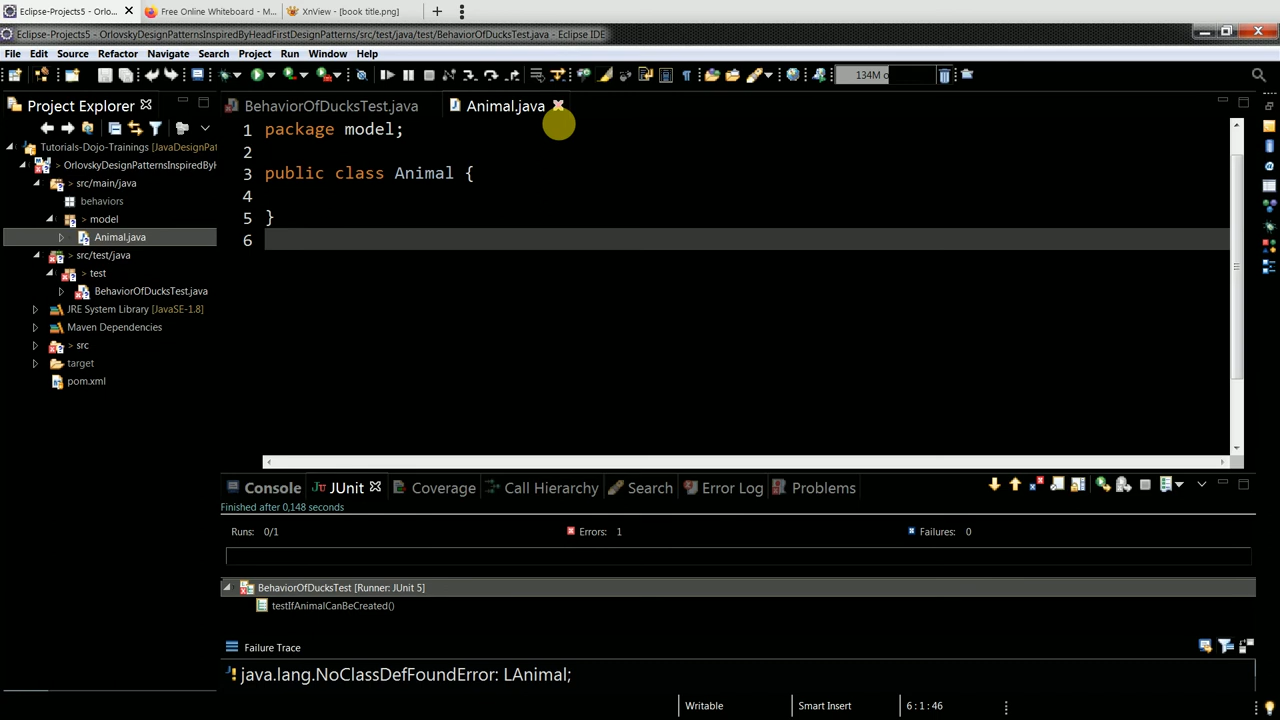 Eclipse-Projects5 - Orlo...
Free Online Whiteboard - M...
XnView - [book title.png]
Eclipse-Projects5 - OrlovskyDesignPatternsInspiredByHeadFirstDesignPatterns/src/test/java/test/BehaviorOfDucksTest.java - Eclipse IDE
File Edit Source Refactor Navigate Search Project Run Window Help
134M o
Project Explorer
BehaviorOfDucksTest.java
Animal.java
Tutorials-Dojo-Trainings [JavaDesignPat
> OrlovskyDesignPatternsInspiredByH
> src/main/java
behaviors
> model
Animal.java
> src/test/java
> test
BehaviorOfDucksTest.java
JRE System Library [JavaSE-1.8]
Maven Dependencies
> src
target
pom.xml
1 package model;
2
3 public class Animal {
4
5 }
6
Console JUnit Coverage Call Hierarchy Search Error Log Problems
Finished after 0,148 seconds
Runs: 0/1 Errors: 1 Failures: 0
BehaviorOfDucksTest [Runner: JUnit 5]
testIfAnimalCanBeCreated()
Failure Trace
java.lang.NoClassDefFoundError: LAnimal;
Writable Smart Insert 6 : 1 : 46